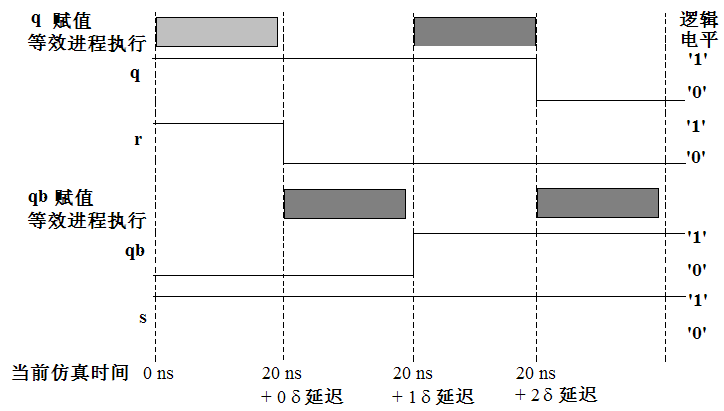 q 赋值
等效进程执行
逻辑
电平
q
'1'
'0'
r
'1'
'0'
qb 赋值
等效进程执行
qb
'1'
'0'
s
'1'
'0'
当前仿真时间
0 ns
20 ns
+ 0 δ 延迟
20 ns
+ 1δ 延迟
20 ns
+ 2δ 延迟